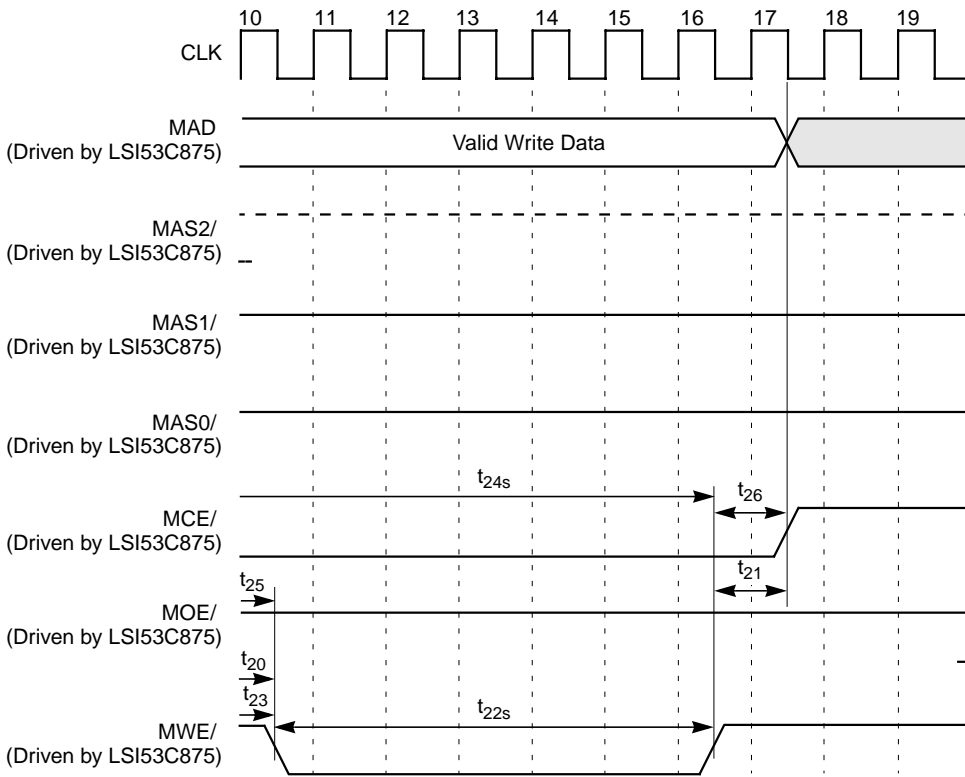 10 11 12 13 14 15 16 17 18 19
CLK
MAD
(Driven by LSI53C875)
Valid Write Data
MAS2/
(Driven by LSI53C875)
MAS1/
(Driven by LSI53C875)
MAS0/
(Driven by LSI53C875)
t24s
t26
MCE/
(Driven by LSI53C875)
t21
t25
MOE/
(Driven by LSI53C875)
t20
t23
t22s
MWE/
(Driven by LSI53C875)